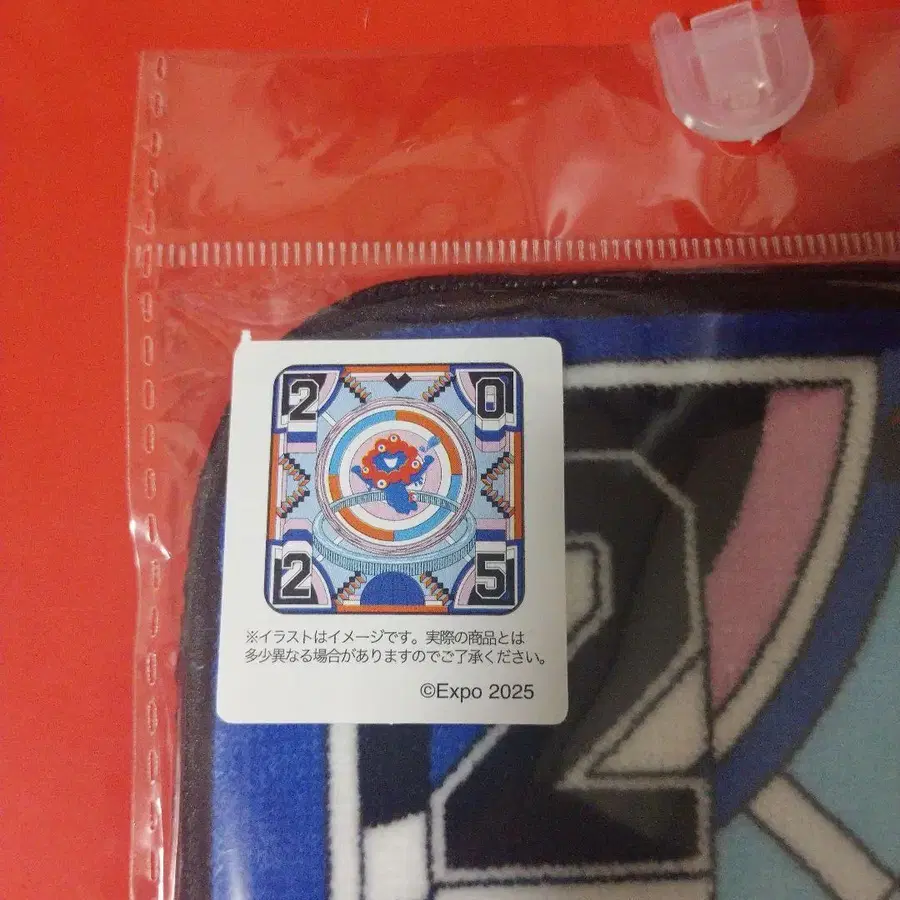 2 0
2 5
※イラストはイメージです。実際の商品とは
多少異なる場合がありますのでご了承ください。
©Expo 2025
2